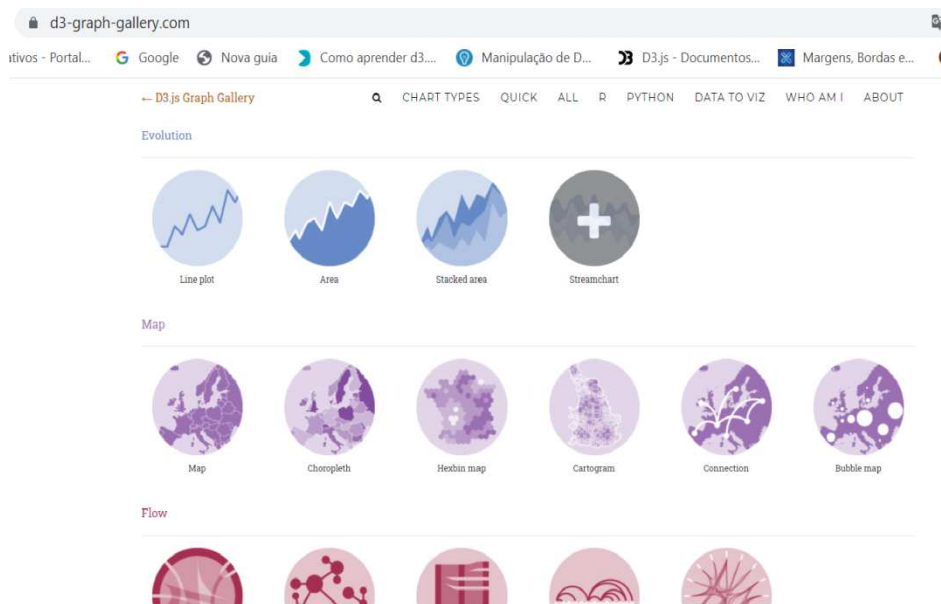 d3-graph-gallery.com
ativos - Portal... Google Nova guia Como aprender d3.... Manipulação de D... D3.js - Documentos... Margens, Bordas e...
← D3.js Graph Gallery CHART TYPES QUICK ALL R PYTHON DATA TO VIZ WHO AM I ABOUT
Evolution
Line plot Area Stacked area Streamchart
Map
Map Choropleth Hexbin map Cartogram Connection Bubble map
Flow